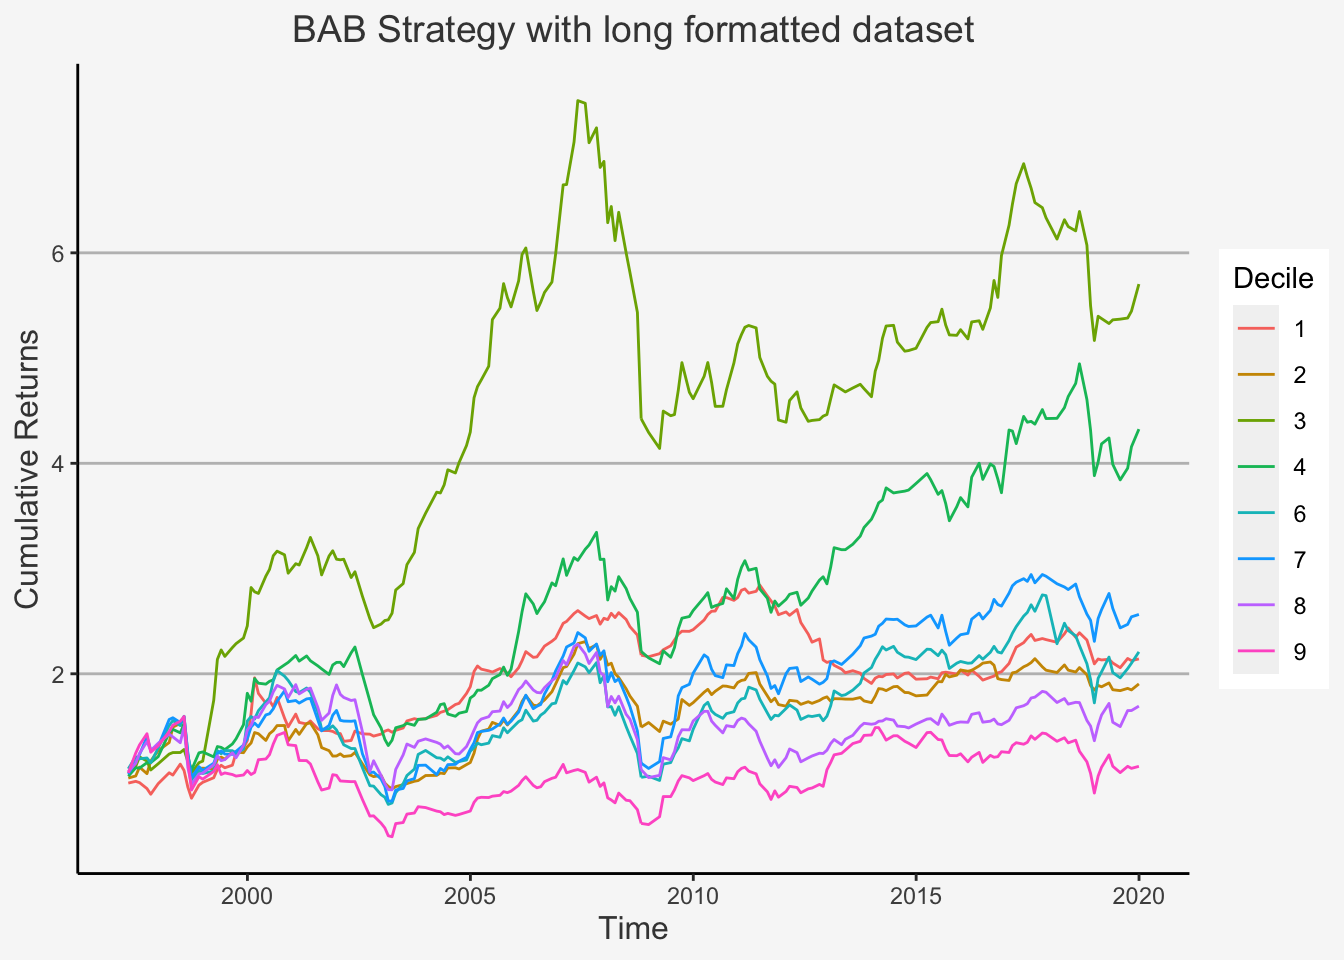 BAB Strategy with long formatted dataset
Cumulative Returns
6
4
2
2000 2005 2010 2015 2020
Time
Decile
1
2
3
4
6
7
8
9